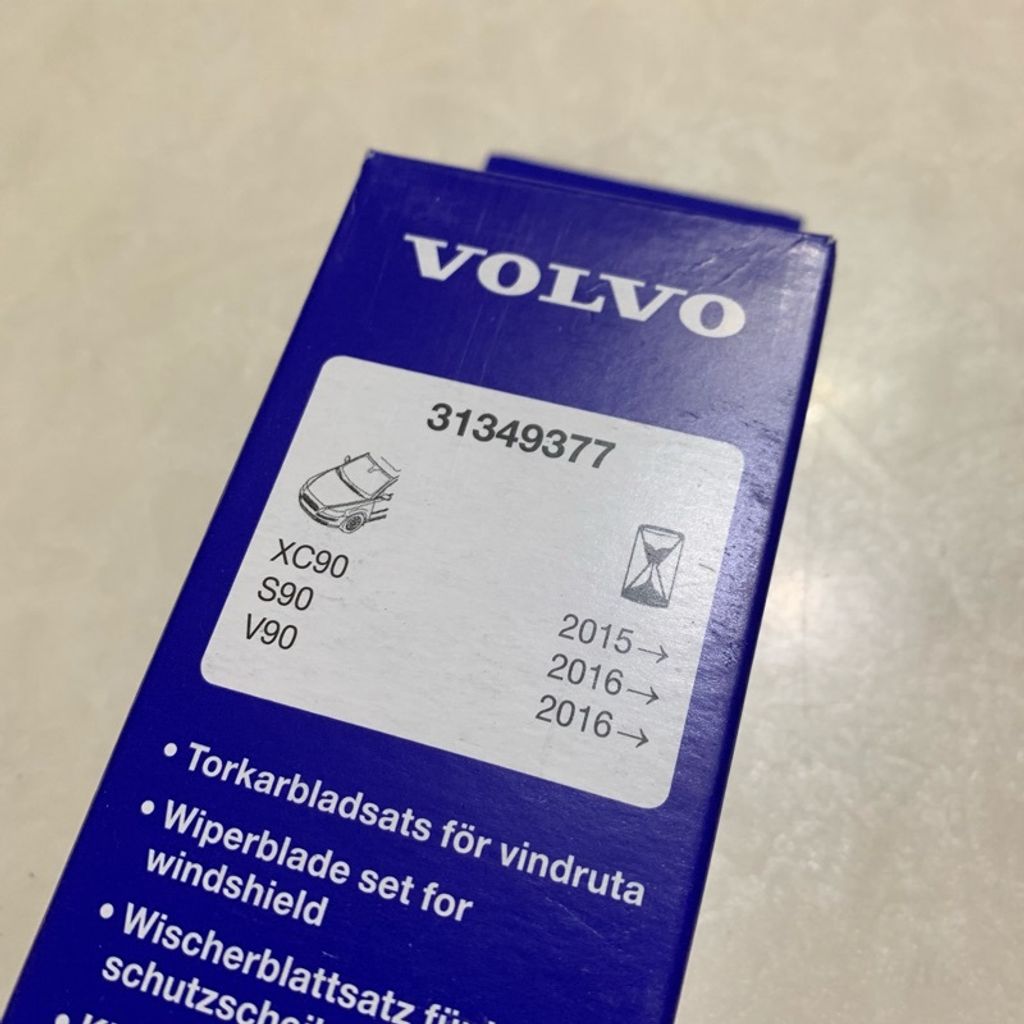 VOLVO
31349377
XC90 2015→
S90 2016→
V90 2016→
• Torkarbladsats för vindruta
• Wiperblade set for
windshield
• Wischerblattsatz